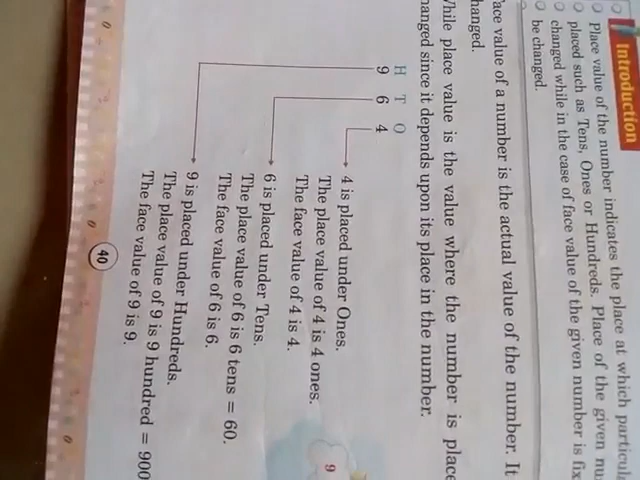 Introduction
Place value of the number indicates the place at which
placed such as Tens, Ones or Hundreds. Place of the given
changed while in the case of face value of the given number is
be changed.
ace value of a number is the actual value of the number. It
hanged.
hile place value is the value where the number is place
hanged since it depends upon its place in the number.
H T O
9 6 4
4 is placed under Ones.
The place value of 4 is 4 ones.
The face value of 4 is 4.
6 is placed under Tens.
The place value of 6 is 6 tens = 60.
The face value of 6 is 6.
9 is placed under Hundreds.
The place value of 9 is 9 hundred = 900
The face value of 9 is 9.
9
40